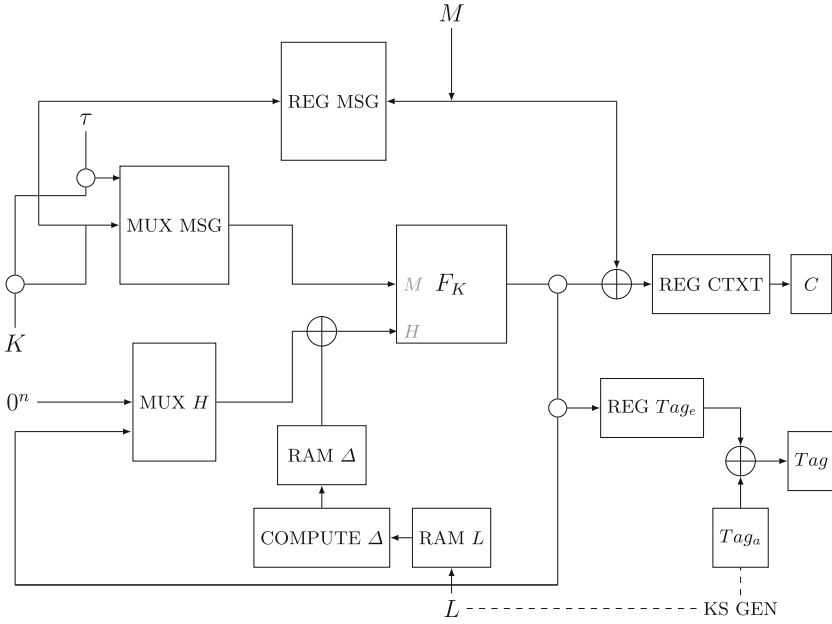 M
REG MSG
τ
MUX MSG
M F_K
H
REG CTXT
C
K
0^n
MUX H
REG Tag_e
RAM Δ
Tag
COMPUTE Δ
RAM L
Tag_a
L
KS GEN